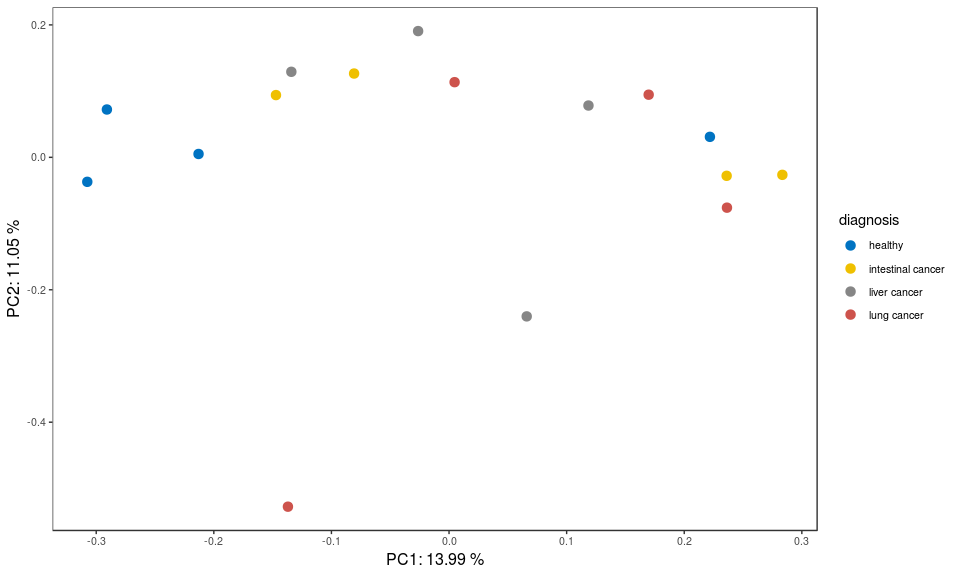 0.2
0.0
-0.2
-0.4
PC2: 11.05 %
-0.3 -0.2 -0.1 0.0 0.1 0.2 0.3
PC1: 13.99 %
diagnosis
healthy
intestinal cancer
liver cancer
lung cancer